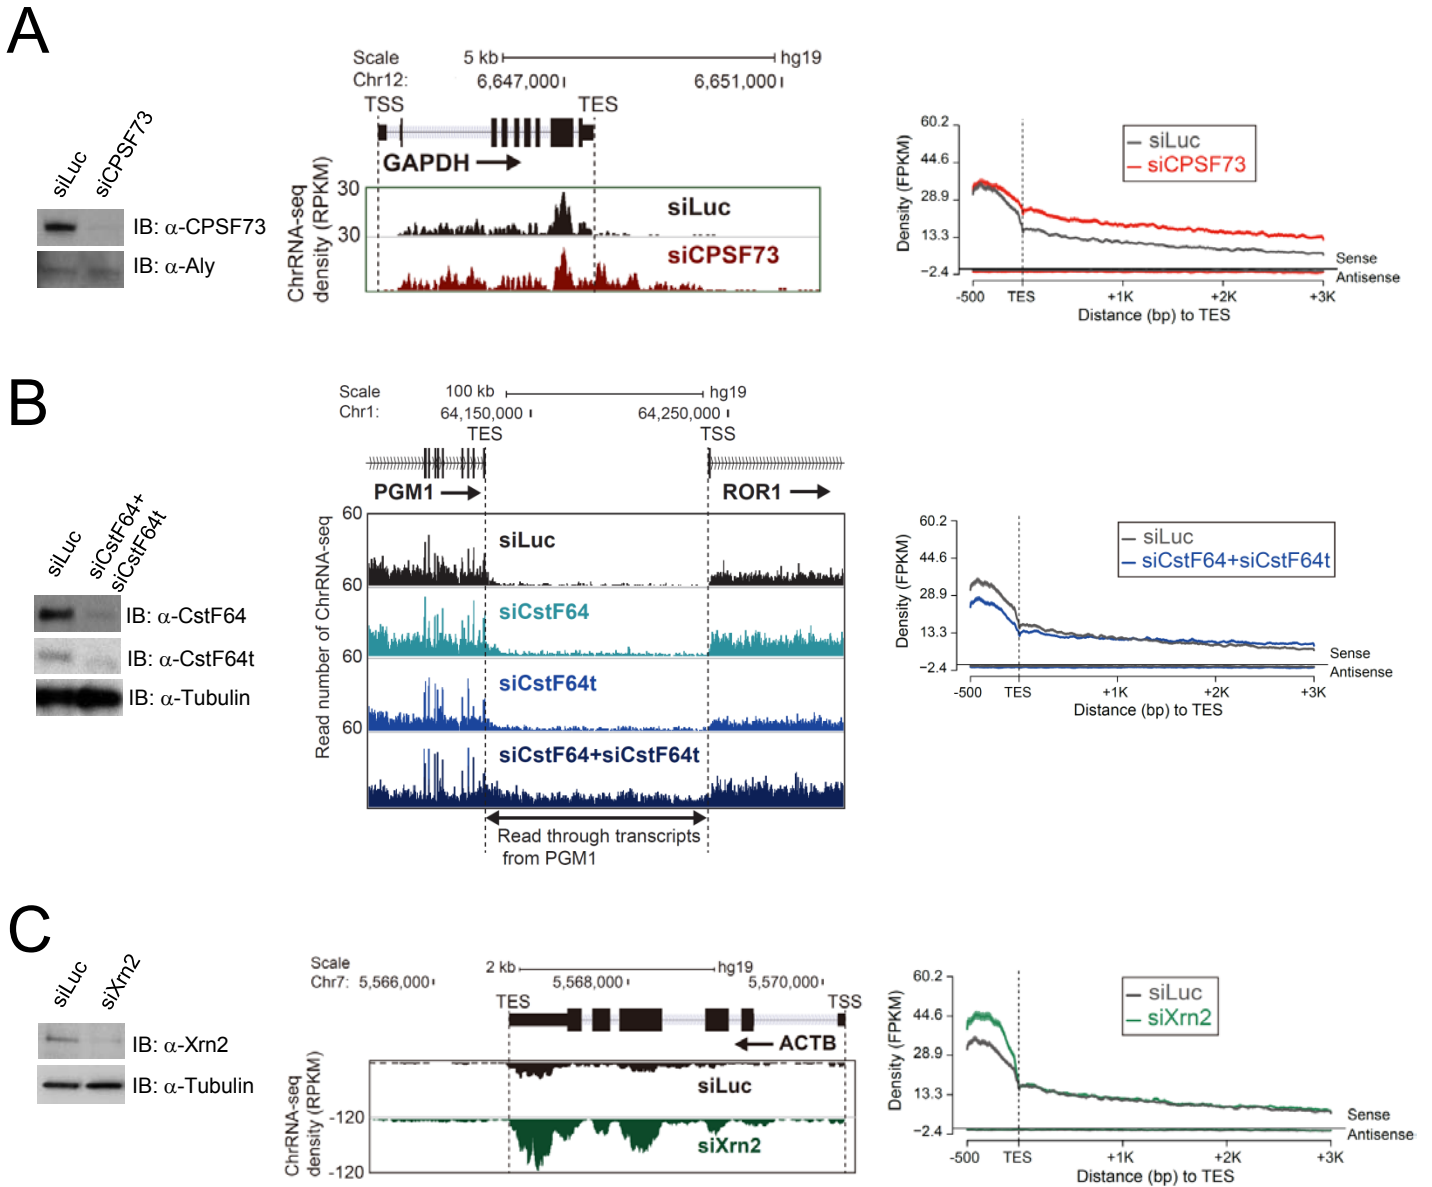 A
siLuc
siCPSF73
IB: α-CPSF73
IB: α-Aly
Scale
5 kb
hg19
Chr12:
6,647,000
6,651,000
TSS
TES
GAPDH
ChrRNA-seq
density (RPKM)
30
30
siLuc
siCPSF73
Density (FPKM)
60.2
44.6
28.9
13.3
−2.4
siLuc
siCPSF73
Sense
Antisense
-500
TES
+1K
+2K
+3K
Distance (bp) to TES
B
siLuc
siCstF64+
siCstF64t
IB: α-CstF64
IB: α-CstF64t
IB: α-Tubulin
Scale
100 kb
hg19
Chr1:
64,150,000
64,250,000
TES
TSS
PGM1
ROR1
Read number of ChrRNA-seq
60
60
60
60
siLuc
siCstF64
siCstF64t
siCstF64+siCstF64t
Read through transcripts
from PGM1
Density (FPKM)
60.2
44.6
28.9
13.3
−2.4
siLuc
siCstF64+siCstF64t
Sense
Antisense
-500
TES
+1K
+2K
+3K
Distance (bp) to TES
C
siLuc
siXrn2
IB: α-Xrn2
IB: α-Tubulin
Scale
2 kb
hg19
Chr7:
5,566,000
5,568,000
5,570,000
TES
TSS
ACTB
ChrRNA-seq
density (RPKM)
-120
-120
siLuc
siXrn2
Density (FPKM)
60.2
44.6
28.9
13.3
−2.4
siLuc
siXrn2
Sense
Antisense
-500
TES
+1K
+2K
+3K
Distance (bp) to TES